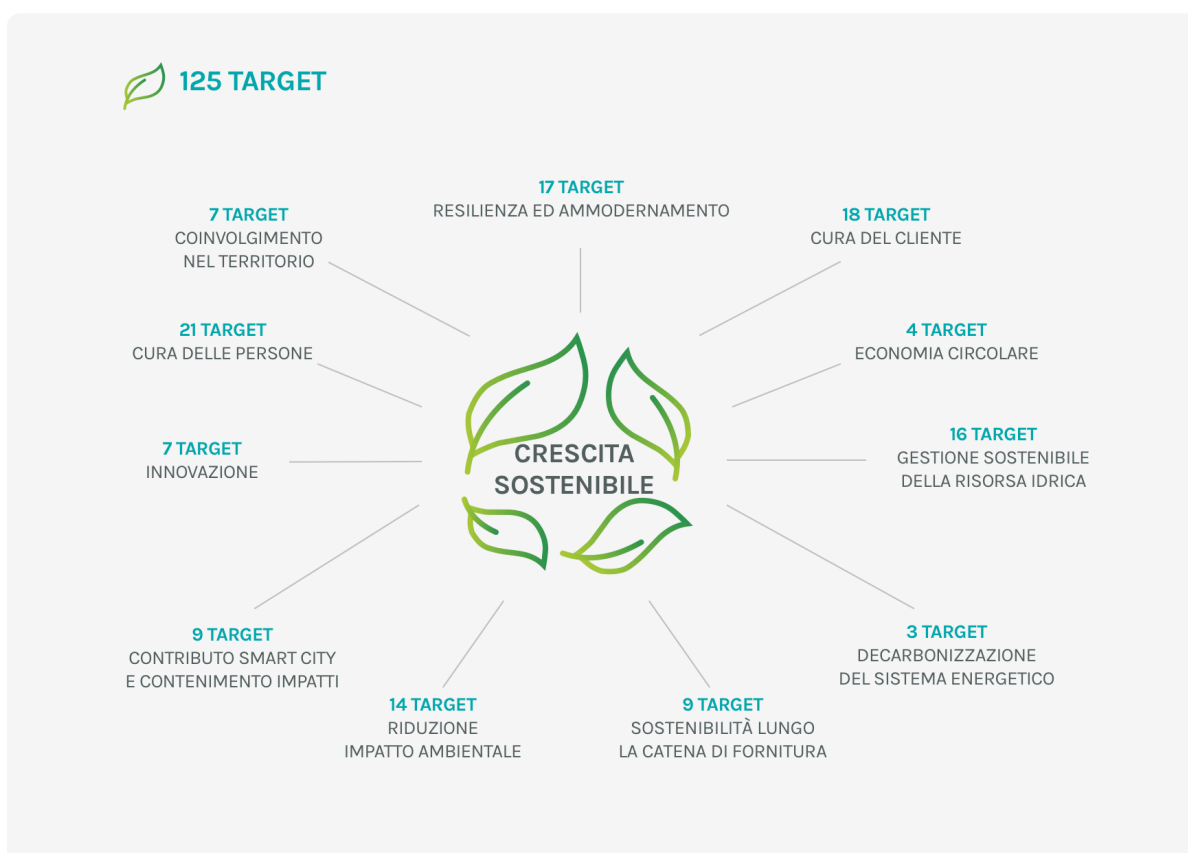 125 TARGET
17 TARGET
RESILIENZA ED AMMODERNAMENTO
18 TARGET
CURA DEL CLIENTE
4 TARGET
ECONOMIA CIRCOLARE
16 TARGET
GESTIONE SOSTENIBILE
DELLA RISORSA IDRICA
3 TARGET
DECARBONIZZAZIONE
DEL SISTEMA ENERGETICO
9 TARGET
SOSTENIBILITÀ LUNGO
LA CATENA DI FORNITURA
14 TARGET
RIDUZIONE
IMPATTO AMBIENTALE
9 TARGET
CONTRIBUTO SMART CITY
E CONTENIMENTO IMPATTI
7 TARGET
INNOVAZIONE
21 TARGET
CURA DELLE PERSONE
7 TARGET
COINVOLGIMENTO
NEL TERRITORIO
CRESCITA
SOSTENIBILE